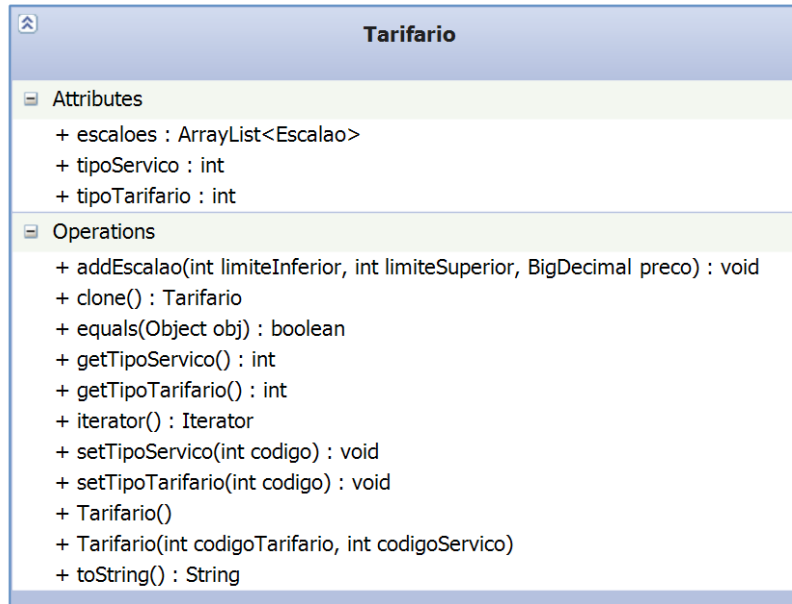 Tarifario
Attributes
+ escaloes : ArrayList<Escalao>
+ tipoServico : int
+ tipoTarifario : int
Operations
+ addEscalao(int limiteInferior, int limiteSuperior, BigDecimal preco) : void
+ clone() : Tarifario
+ equals(Object obj) : boolean
+ getTipoServico() : int
+ getTipoTarifario() : int
+ iterator() : Iterator
+ setTipoServico(int codigo) : void
+ setTipoTarifario(int codigo) : void
+ Tarifario()
+ Tarifario(int codigoTarifario, int codigoServico)
+ toString() : String